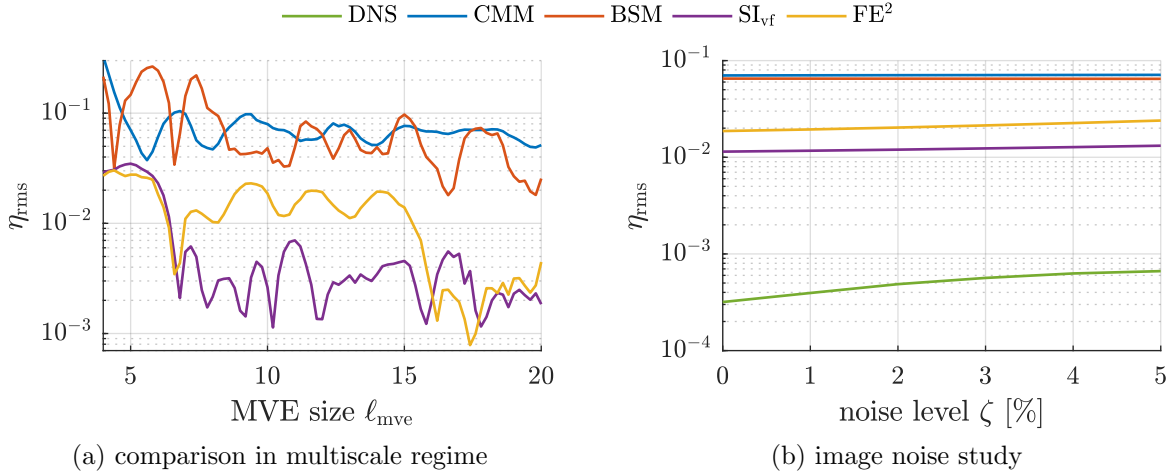 DNS CMM BSM SI_vf FE²
10⁻¹
10⁻²
10⁻³
η_rms
5 10 15 20
MVE size ℓ_mve
(a) comparison in multiscale regime
10⁻¹
10⁻²
10⁻³
10⁻⁴
η_rms
0 1 2 3 4 5
noise level ζ [%]
(b) image noise study